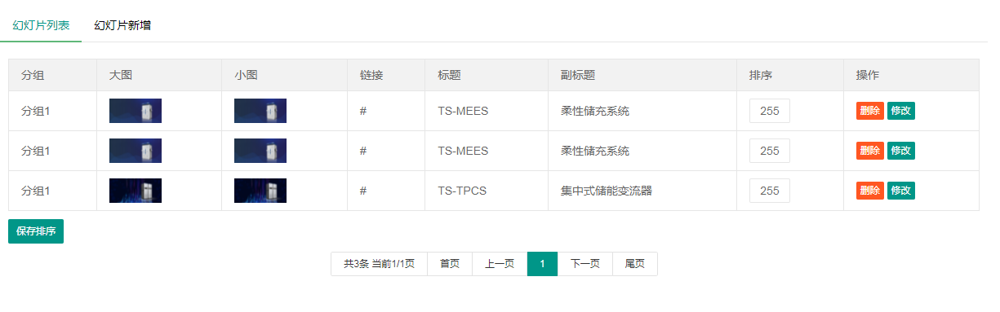 幻灯片列表 幻灯片新增
分组 大图 小图 链接 标题 副标题 排序 操作
分组1 # TS-MEES 柔性储充系统 255 删除 修改
分组1 # TS-MEES 柔性储充系统 255 删除 修改
分组1 # TS-TPCS 集中式储能变流器 255 删除 修改
保存排序
共3条 当前1/1页 首页 上一页 1 下一页 尾页